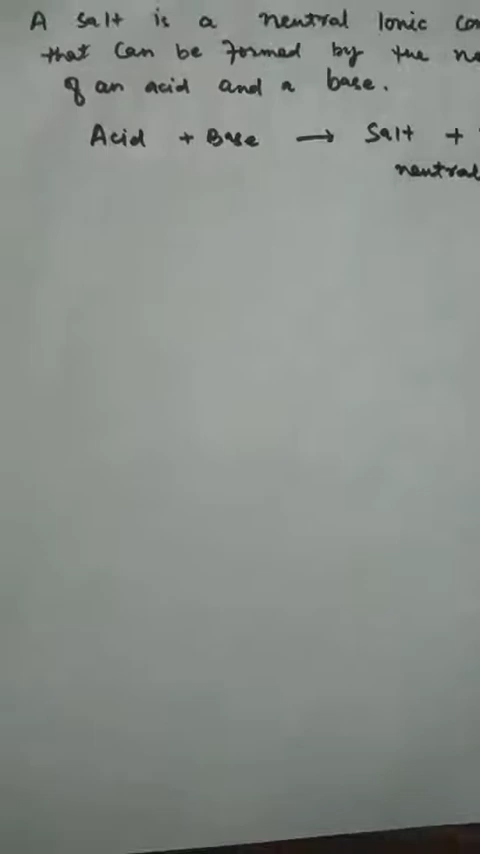 A salt is a neutral Ionic
that can be formed by the
of an acid and a base.
Acid + Base → Salt +
neutral